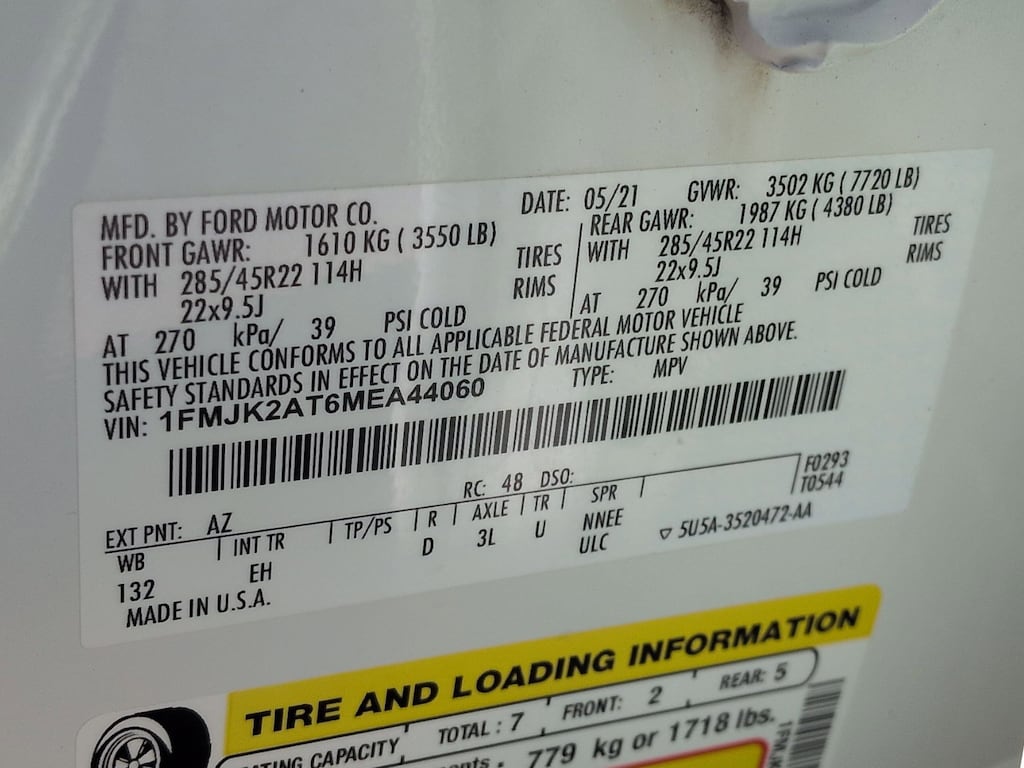 MFD. BY FORD MOTOR CO. DATE: 05/21 GVWR: 3502 KG ( 7720 LB)
FRONT GAWR: 1610 KG ( 3550 LB) REAR GAWR: 1987 KG ( 4380 LB)
WITH 285/45R22 114H TIRES WITH 285/45R22 114H TIRES
22x9.5J RIMS 22x9.5J RIMS
AT 270 kPa/ 39 PSI COLD AT 270 kPa/ 39 PSI COLD
THIS VEHICLE CONFORMS TO ALL APPLICABLE FEDERAL MOTOR VEHICLE
SAFETY STANDARDS IN EFFECT ON THE DATE OF MANUFACTURE SHOWN ABOVE.
VIN: 1FMJK2AT6MEA44060 TYPE: MPV
EXT PNT: AZ RC: 48 DSO: F0293
WB INT TR TP/PS R AXLE TR SPR T0544
132 EH D 3L U NNEE
ULC ▽ 5U5A-3520472-AA
MADE IN U.S.A.
TIRE AND LOADING INFORMATION
CAPACITY TOTAL : 7 FRONT: 2 REAR: 5
779 kg or 1718 lbs.